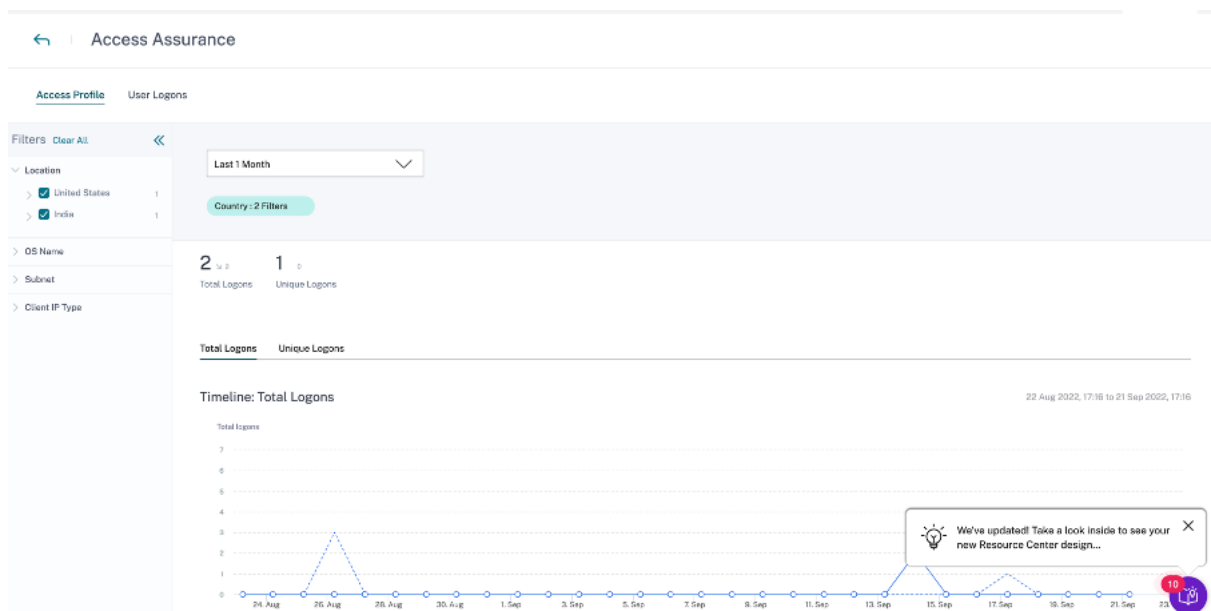 Access Assurance
Access Profile User Logons
Filters Clear All
Last 1 Month
Location
United States 1
India 1
Country : 2 Filters
OS Name
Subnet
Client IP Type
2 1
Total Logons Unique Logons
Total Logons Unique Logons
Timeline: Total Logons
22 Aug 2022, 17:16 to 21 Sep 2022, 17:16
Total logons
7
6
5
4
3
2
1
0
We've updated! Take a look inside to see your
new Resource Center design...
10
24. Aug 26. Aug 28. Aug 30. Aug 1. Sep 3. Sep 5. Sep 7. Sep 9. Sep 11. Sep 13. Sep 15. Sep 17. Sep 19. Sep 21. Sep 23.